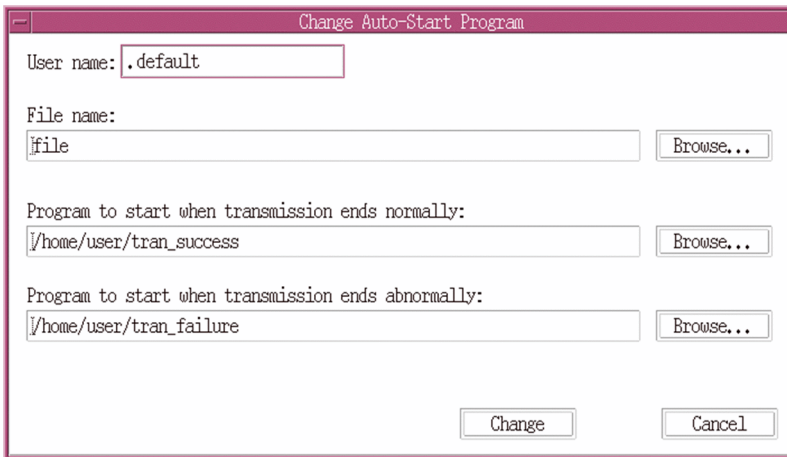 Change Auto-Start Program
User name: .default
File name:
file Browse...
Program to start when transmission ends normally:
/home/user/tran_success Browse...
Program to start when transmission ends abnormally:
/home/user/tran_failure Browse...
Change Cancel